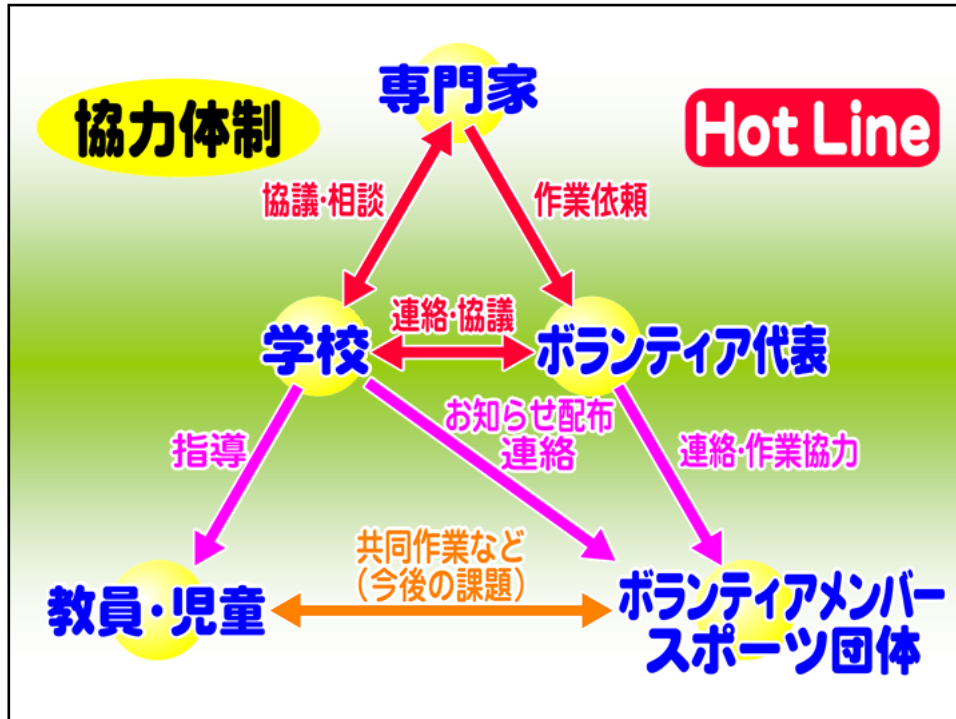 専門家
協力体制
Hot Line
協議・相談
作業依頼
連絡・協議
学校
ボランティア代表
お知らせ配布
連絡
指導
連絡・作業協力
共同作業など
(今後の課題)
教員・児童
ボランティアメンバー
スポーツ団体